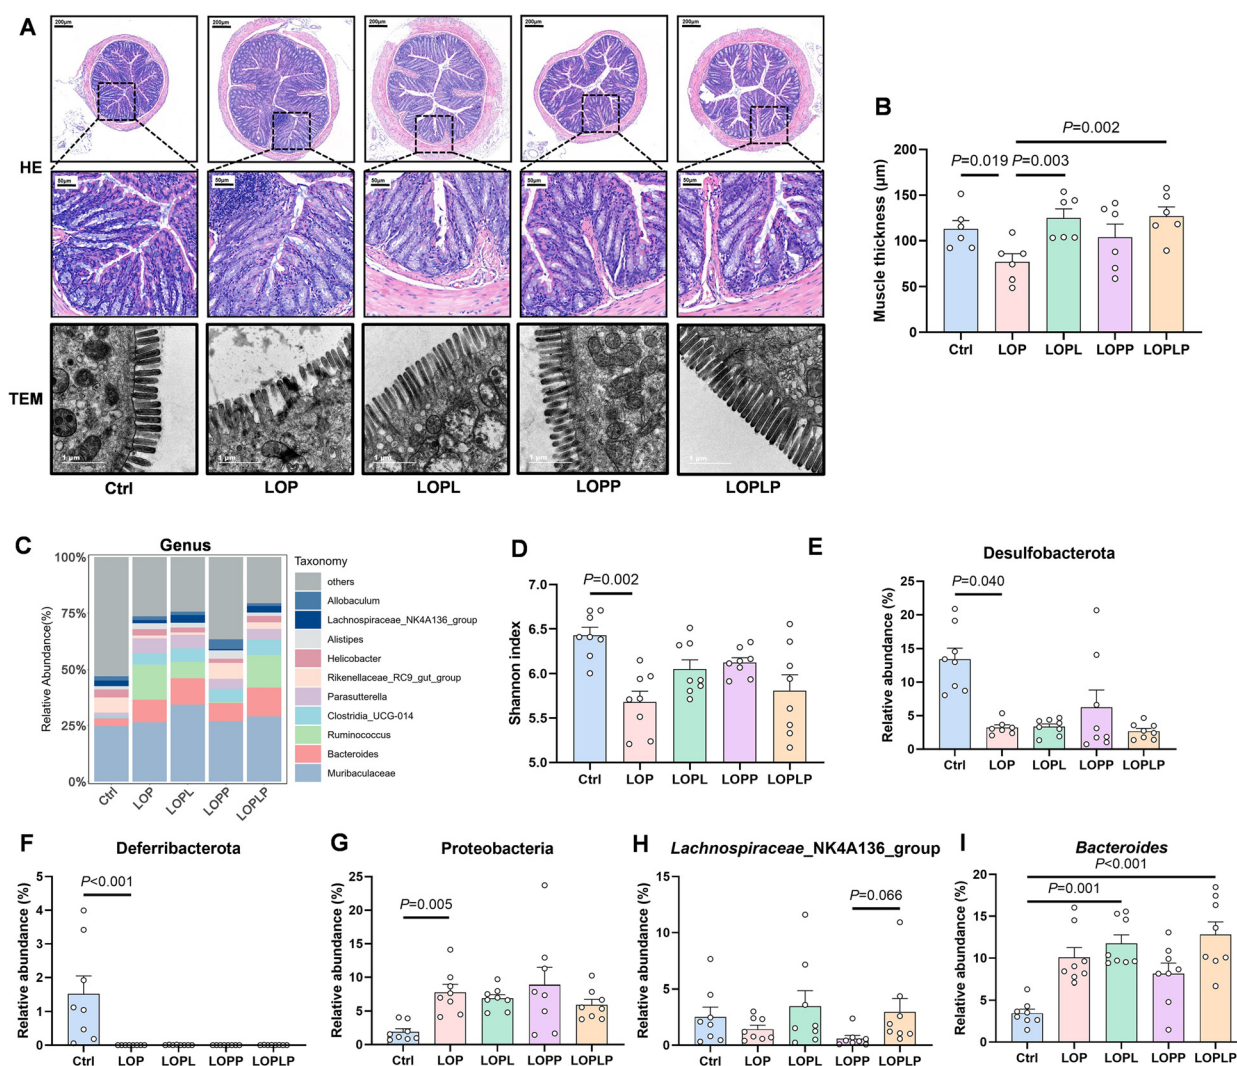 A
200μm 200μm 200μm 200μm 200μm
HE
50μm 50μm 50μm 50μm 50μm
TEM
1 μm 1 μm 1 μm 1 μm 1 μm
Ctrl LOP LOPL LOPP LOPLP
B
P=0.002
P=0.019 P=0.003
Muscle thickness (μm)
200
150
100
50
0
Ctrl LOP LOPL LOPP LOPLP
C
Genus
Relative Abundance(%)
100%
75%
50%
25%
0%
Ctrl LOP LOPL LOPP LOPLP
Taxonomy
others
Allobaculum
Lachnospiraceae_NK4A136_group
Alistipes
Helicobacter
Rikenellaceae_RC9_gut_group
Parasutterella
Clostridia_UCG-014
Ruminococcus
Bacteroides
Muribaculaceae
D
P=0.002
Shannon index
7.0
6.5
6.0
5.5
5.0
Ctrl LOP LOPL LOPP LOPLP
E
Desulfobacterota
P=0.040
Relative abundance (%)
25
20
15
10
5
0
Ctrl LOP LOPL LOPP LOPLP
F
Deferribacterota
P<0.001
Relative abundance (%)
5
4
3
2
1
0
Ctrl LOP LOPL LOPP LOPLP
G
Proteobacteria
P=0.005
Relative abundance (%)
25
20
15
10
5
0
Ctrl LOP LOPL LOPP LOPLP
H
Lachnospiraceae_NK4A136_group
P=0.066
Relative abundance (%)
15
10
5
0
Ctrl LOP LOPL LOPP LOPLP
I
Bacteroides
P<0.001
P=0.001
Relative abundance (%)
20
15
10
5
0
Ctrl LOP LOPL LOPP LOPLP